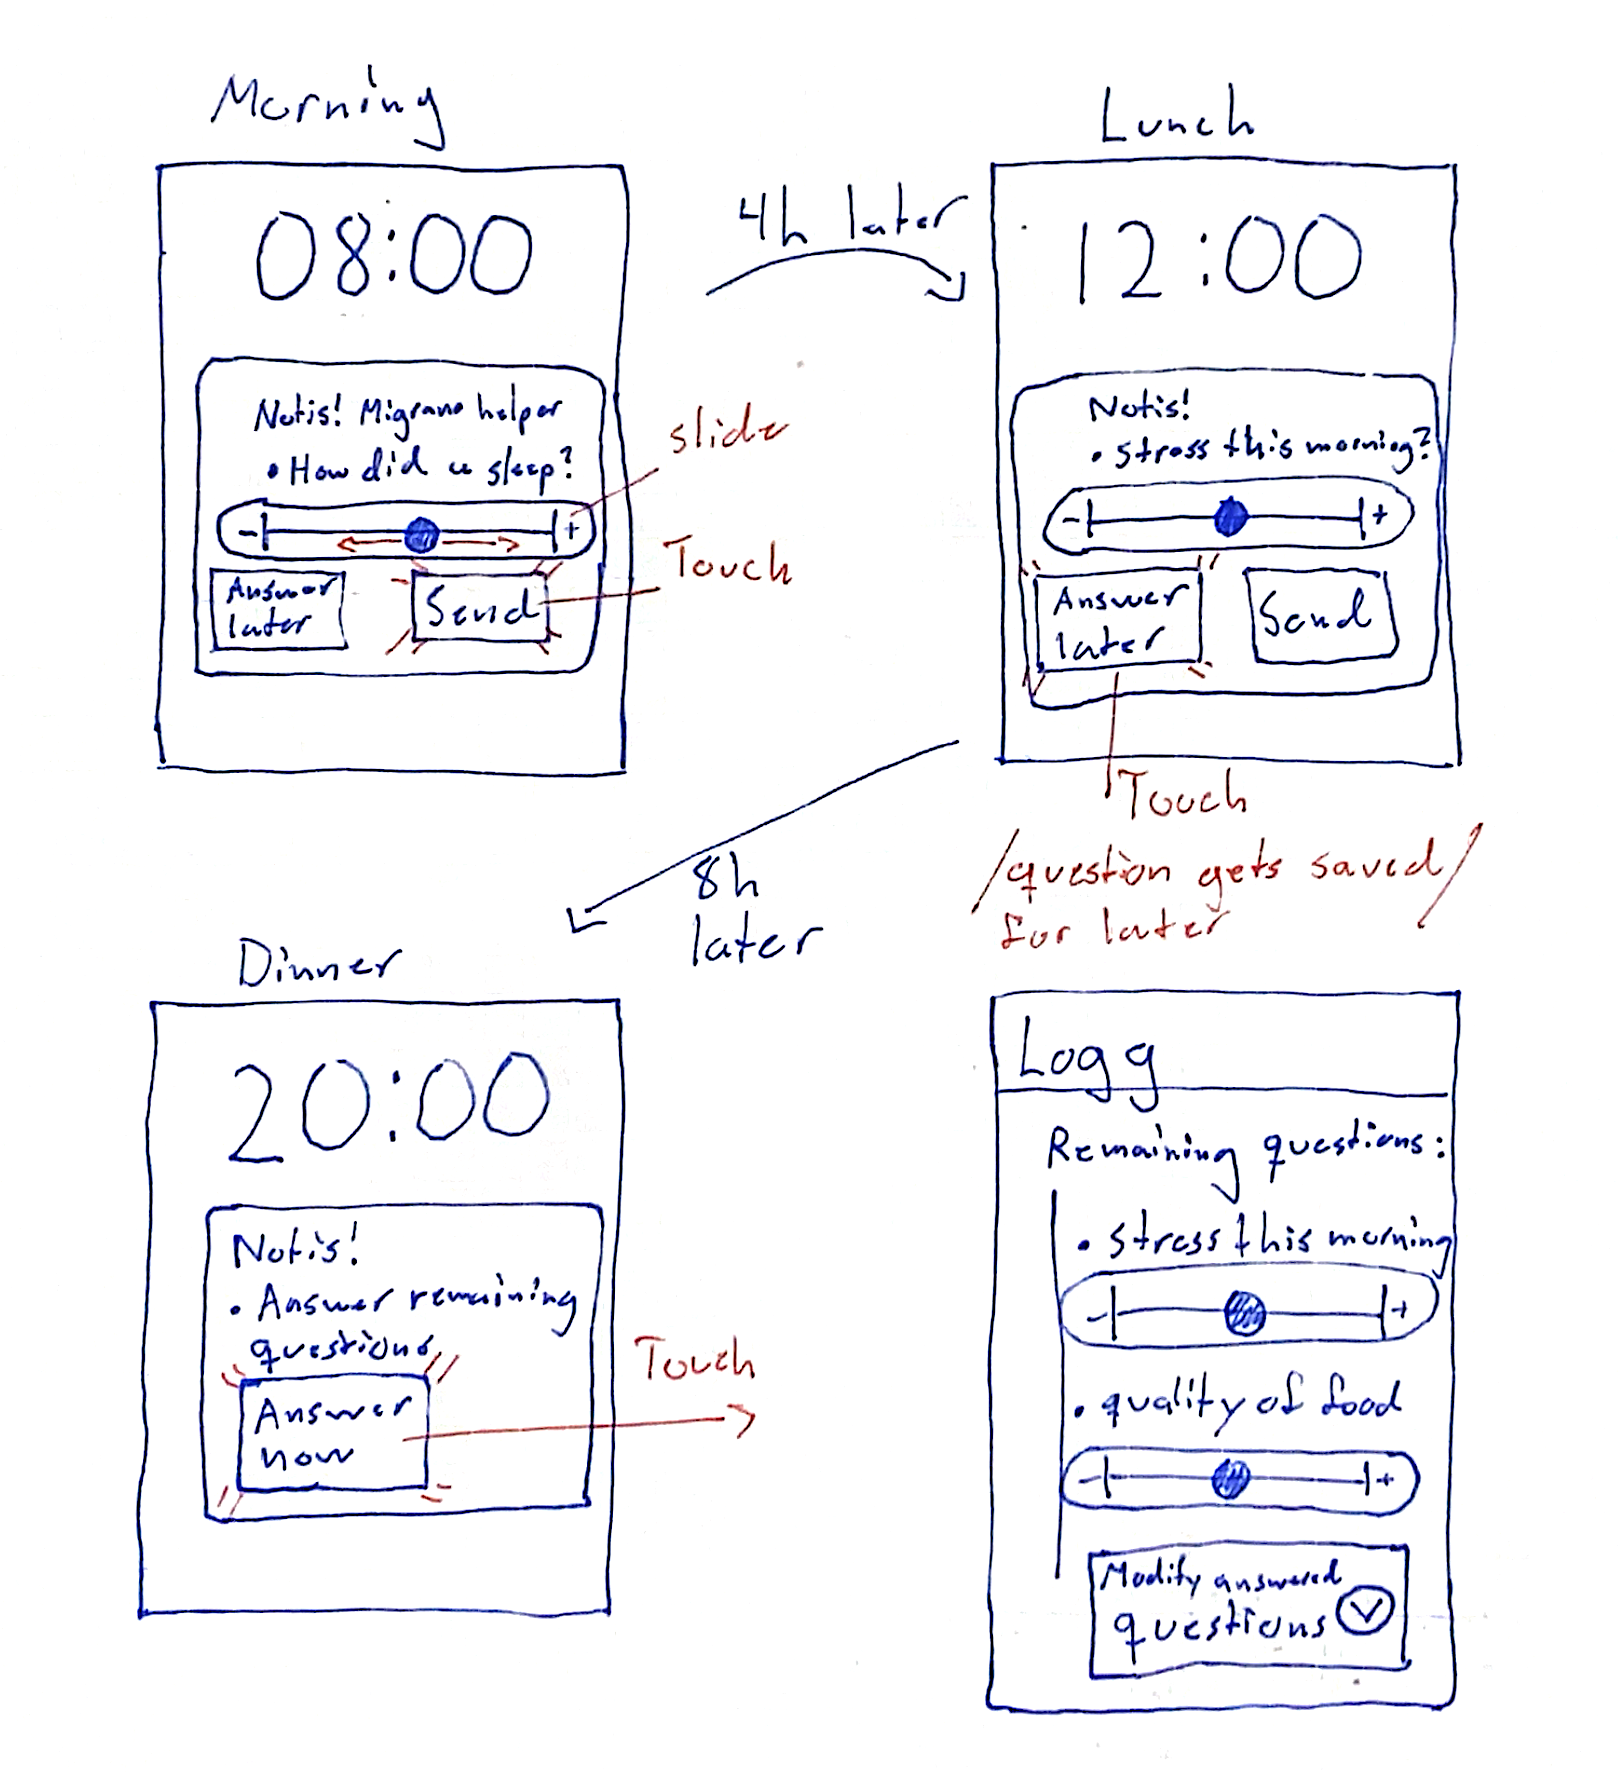 Morning
08:00
Notis! Migrane helper
• How did u sleep?
- +
Answer
later
Send
slide
Touch
4h later
Lunch
12:00
Notis!
• stress this morning?
- +
Answer
later
Send
Touch
/question gets saved/
for later
8h
later
Dinner
20:00
Notis!
• Answer remaining
questions
Answer
now
Touch
Logg
Remaining questions:
• stress this morning
- +
• quality of food
- +
Modify answered
questions